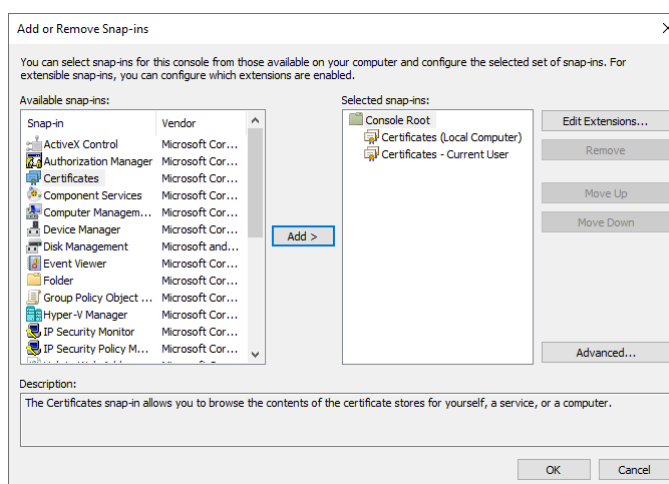 Add or Remove Snap-ins
You can select snap-ins for this console from those available on your computer and configure the selected set of snap-ins. For
extensible snap-ins, you can configure which extensions are enabled.
Available snap-ins:
Snap-in Vendor
ActiveX Control Microsoft Cor...
Authorization Manager Microsoft Cor...
Certificates Microsoft Cor...
Component Services Microsoft Cor...
Computer Managem... Microsoft Cor...
Device Manager Microsoft Cor...
Disk Management Microsoft and...
Event Viewer Microsoft Cor...
Folder Microsoft Cor...
Group Policy Object ... Microsoft Cor...
Hyper-V Manager Microsoft Cor...
IP Security Monitor Microsoft Cor...
IP Security Policy M... Microsoft Cor...
Add >
Selected snap-ins:
Console Root
Certificates (Local Computer)
Certificates - Current User
Edit Extensions...
Remove
Move Up
Move Down
Advanced...
Description:
The Certificates snap-in allows you to browse the contents of the certificate stores for yourself, a service, or a computer.
OK Cancel